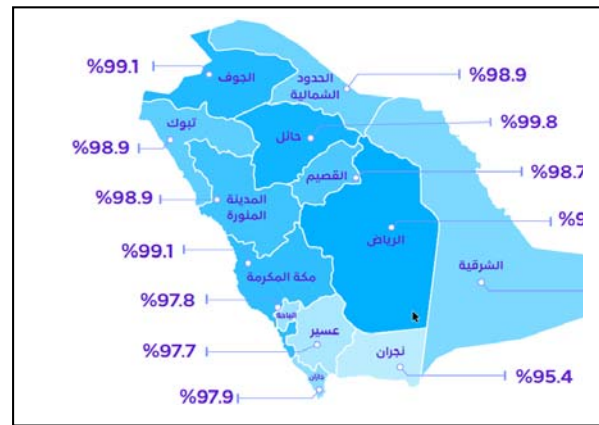 %99.1
الجوف
الحدود
الشمالية
%98.9
تبوك
حائل
%99.8
%98.9
القصيم
%98.7
%98.9
المدينة
المنورة
الرياض
%99.1
مكة المكرمة
الشرقية
%97.8
الباحة
عسير
%97.7
نجران
جازان
%95.4
%97.9